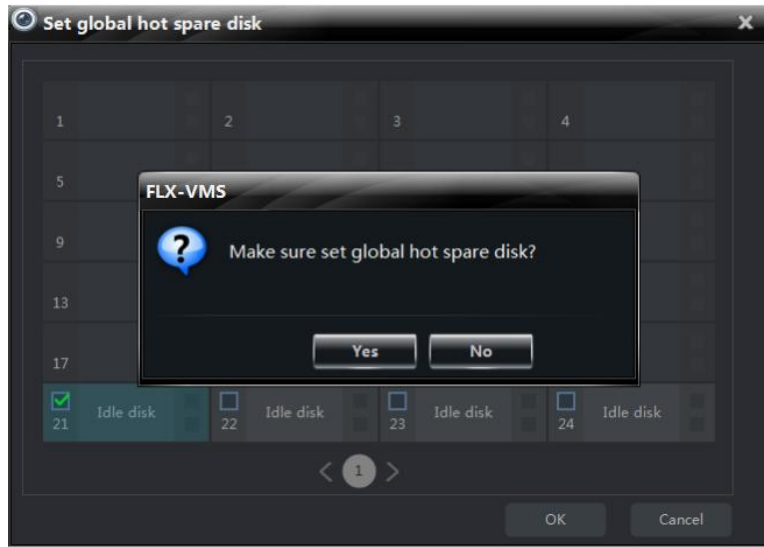 Set global hot spare disk
1 2 3 4
5
FLX-VMS
9
Make sure set global hot spare disk?
13
Yes No
17
21 Idle disk 22 Idle disk 23 Idle disk 24 Idle disk
1
OK Cancel